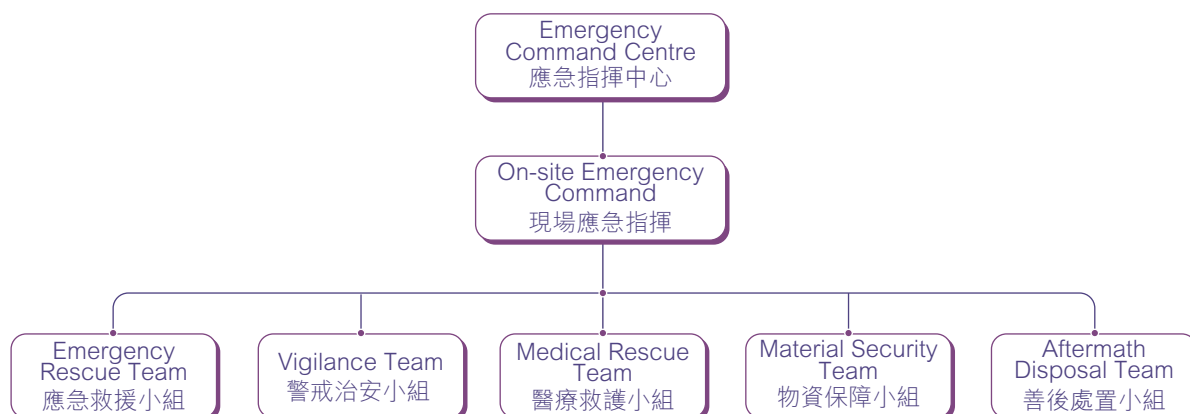 Emergency
Command Centre
應急指揮中心
On-site Emergency
Command
現場應急指揮
Emergency
Rescue Team
應急救援小組
Vigilance Team
警戒治安小組
Medical Rescue
Team
醫療救護小組
Material Security
Team
物資保障小組
Aftermath
Disposal Team
善後處置小組